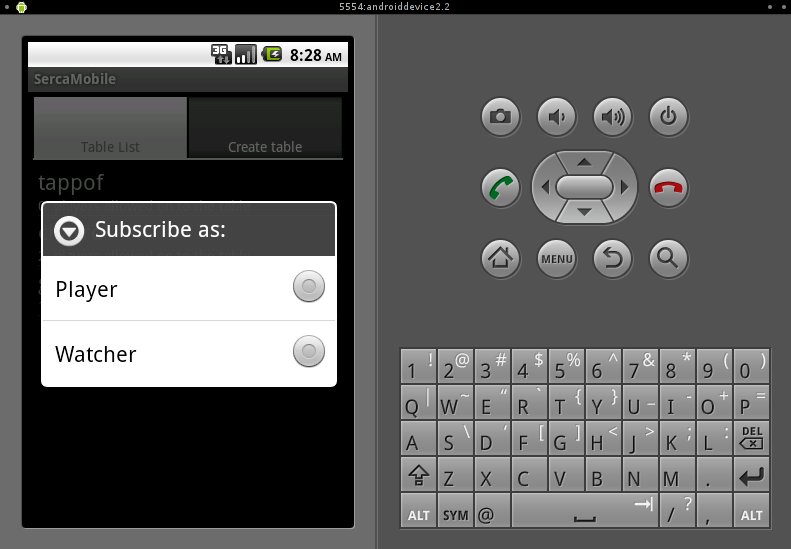 5554:androiddevice2.2
3G 8:28 AM
SercaMobile
Table List Create table
tappof
Subscribe as:
Player
Watcher
MENU
1 ! 2 @ 3 # 4 $ 5 % 6 ^ 7 & 8 * 9 ( 0 )
Q | W ~ E “ R ` T { Y } U _ I - O + P =
A S \ D ‘ F [ G ] H < J > K ; L : DEL
Z X C V B N M .
ALT SYM @ / ? , ALT